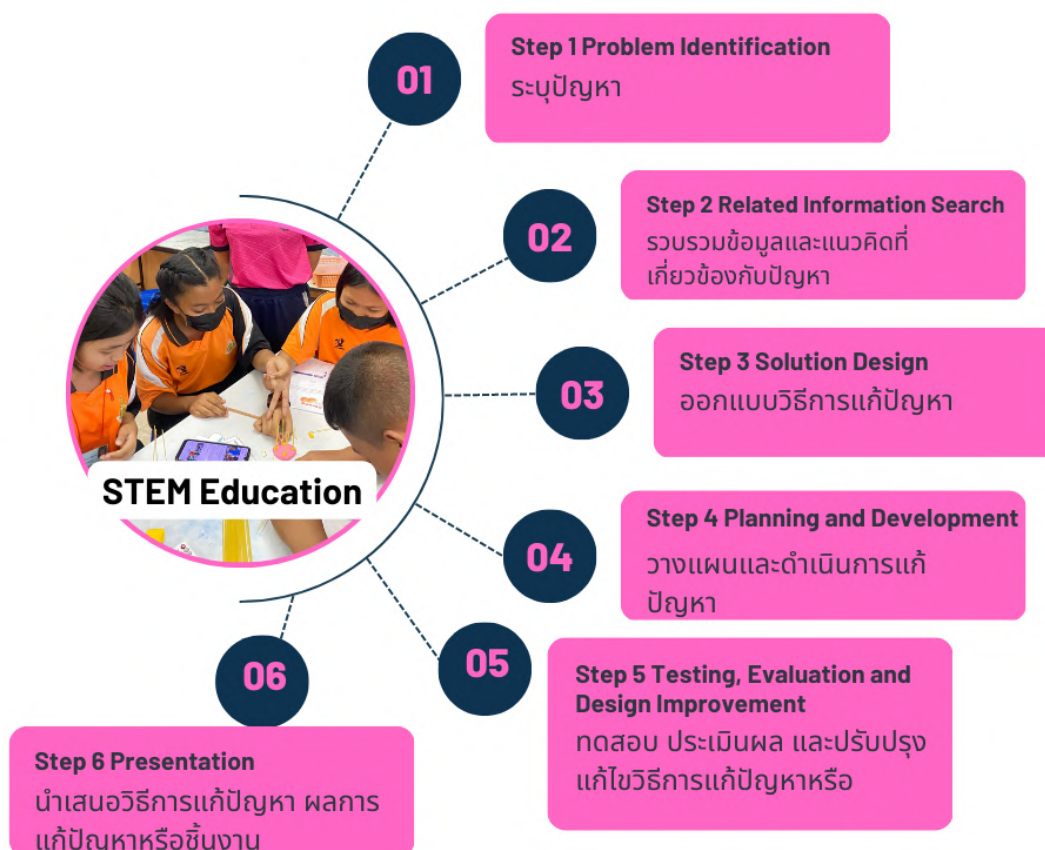 01
Step 1 Problem Identification
ระบุปัญหา
02
Step 2 Related Information Search
รวบรวมข้อมูลและแนวคิดที่
เกี่ยวข้องกับปัญหา
03
Step 3 Solution Design
ออกแบบวิธีการแก้ปัญหา
STEM Education
04
Step 4 Planning and Development
วางแผนและดำเนินการแก้
ปัญหา
05
Step 5 Testing, Evaluation and
Design Improvement
ทดสอบ ประเมินผล และปรับปรุง
แก้ไขวิธีการแก้ปัญหาหรือ
06
Step 6 Presentation
นำเสนอวิธีการแก้ปัญหา ผลการ
แก้ปัญหาหรือชิ้นงาน